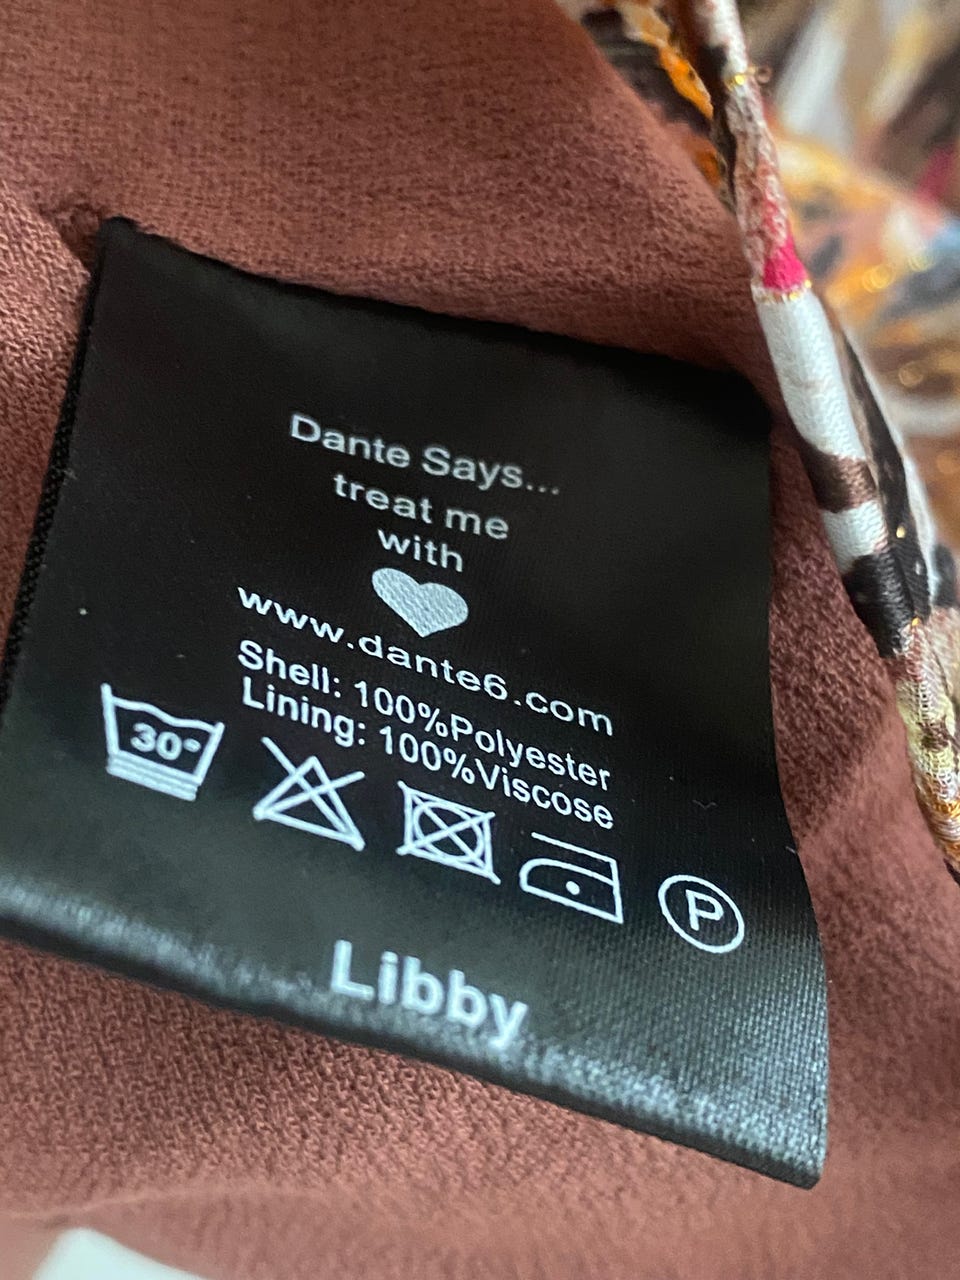 Dante Says...
treat me
with
www.dante6.com
Shell: 100%Polyester
Lining: 100%Viscose
30°
P
Libby